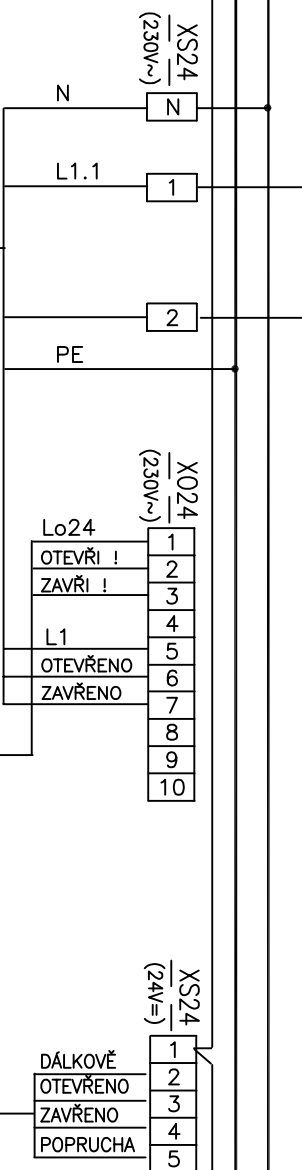 XS24
(230V~)
N
N
L1.1
1
2
PE
XO24
(230V~)
Lo24
1
OTEVŘI !
2
ZAVŘI !
3
4
L1
5
OTEVŘENO
6
ZAVŘENO
7
8
9
10
XS24
(24V=)
1
DÁLKOVĚ
2
OTEVŘENO
3
ZAVŘENO
4
POPRUCHA
5